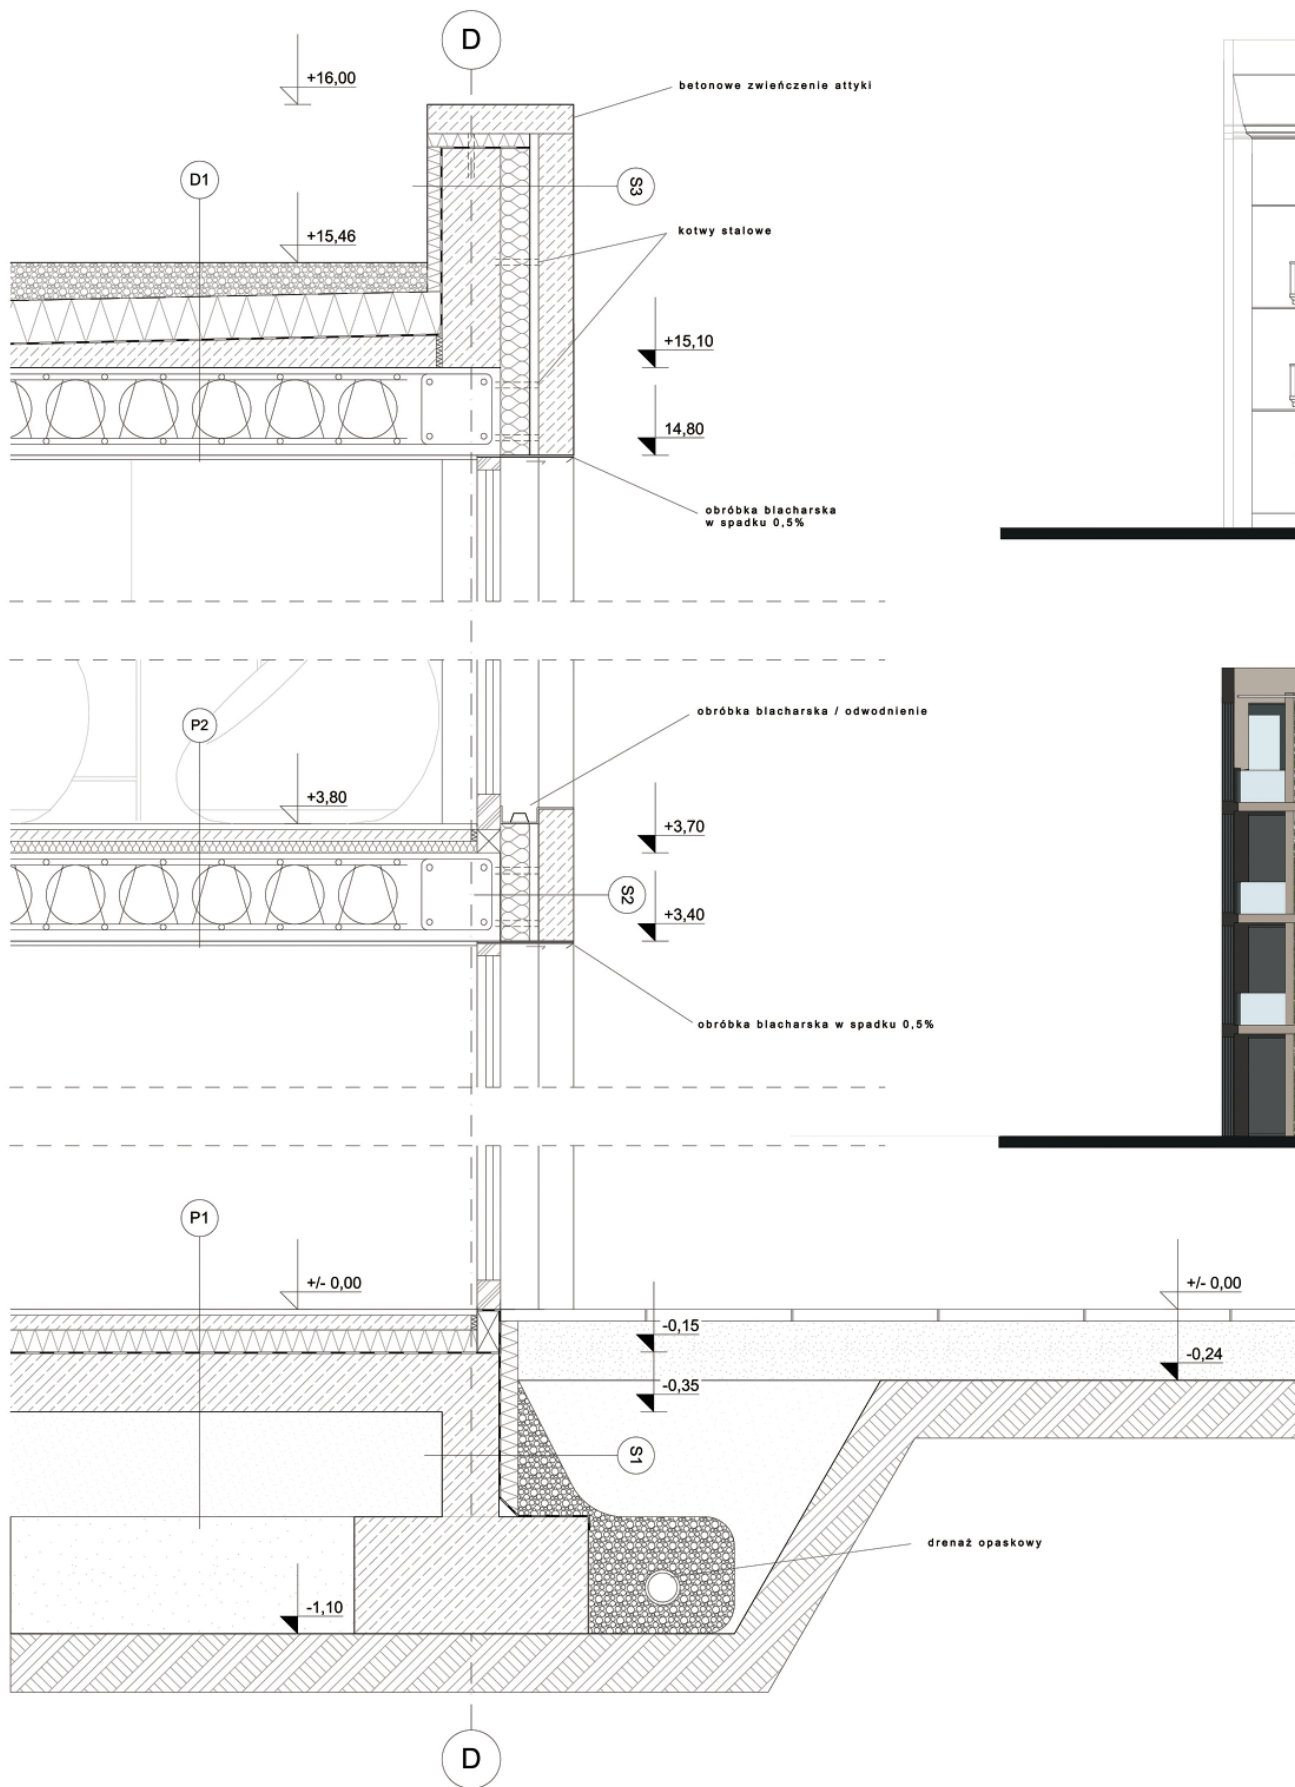 D
+16,00
betonowe zwieńczenie attyki
D1
S3
+15,46
kotwy stalowe
+15,10
14,80
obróbka blacharska
w spadku 0,5%
P2
obróbka blacharska / odwodnienie
+3,80
+3,70
S2
+3,40
obróbka blacharska w spadku 0,5%
P1
+/- 0,00
+/- 0,00
-0,15
-0,24
-0,35
S1
drenaż opaskowy
-1,10
D